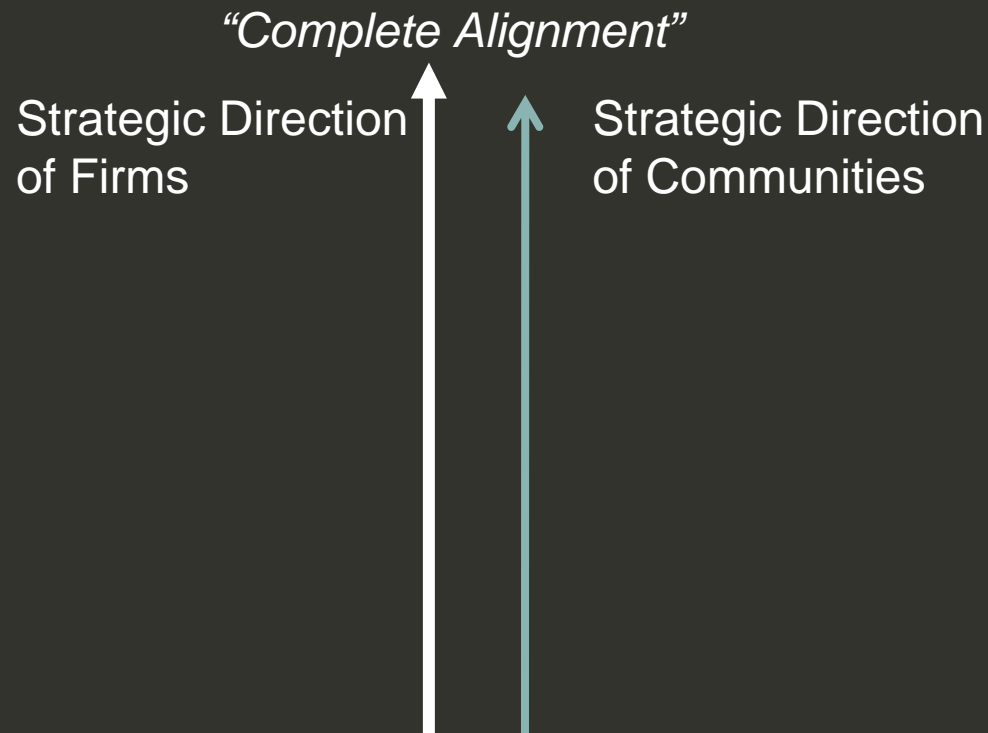 “Complete Alignment”
Strategic Direction
of Firms
Strategic Direction
of Communities